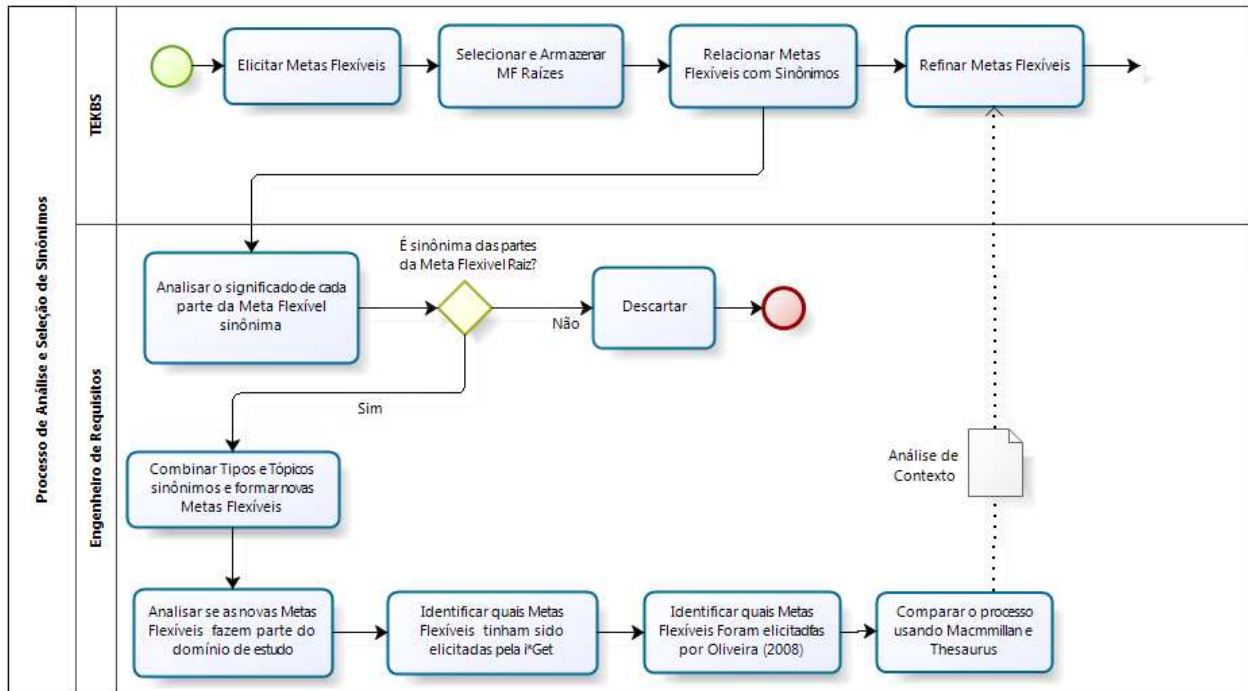 Processo de Análise e Seleção de Sinônimos
TEKBS
Elicitar Metas Flexíveis
Selecionar e Armazenar
MF Raízes
Relacionar Metas
Flexíveis com Sinônimos
Refinar Metas Flexíveis
Engenheiro de Requisitos
Analisar o significado de cada
parte da Meta Flexível
sinônima
É sinônima das partes
da Meta Flexivel Raiz?
Não
Descartar
Sim
Combinar Tipos e Tópicos
sinônimos e formar novas
Metas Flexíveis
Análise de
Contexto
Analisar se as novas Metas
Flexíveis fazem parte do
domínio de estudo
Identificar quais Metas
Flexíveis tinham sido
elicitadas pela i*Get
Identificar quais Metas
Flexíveis Foram elicitadfas
por Oliveira (2008)
Comparar o processo
usando Macmmillan e
Thesaurus